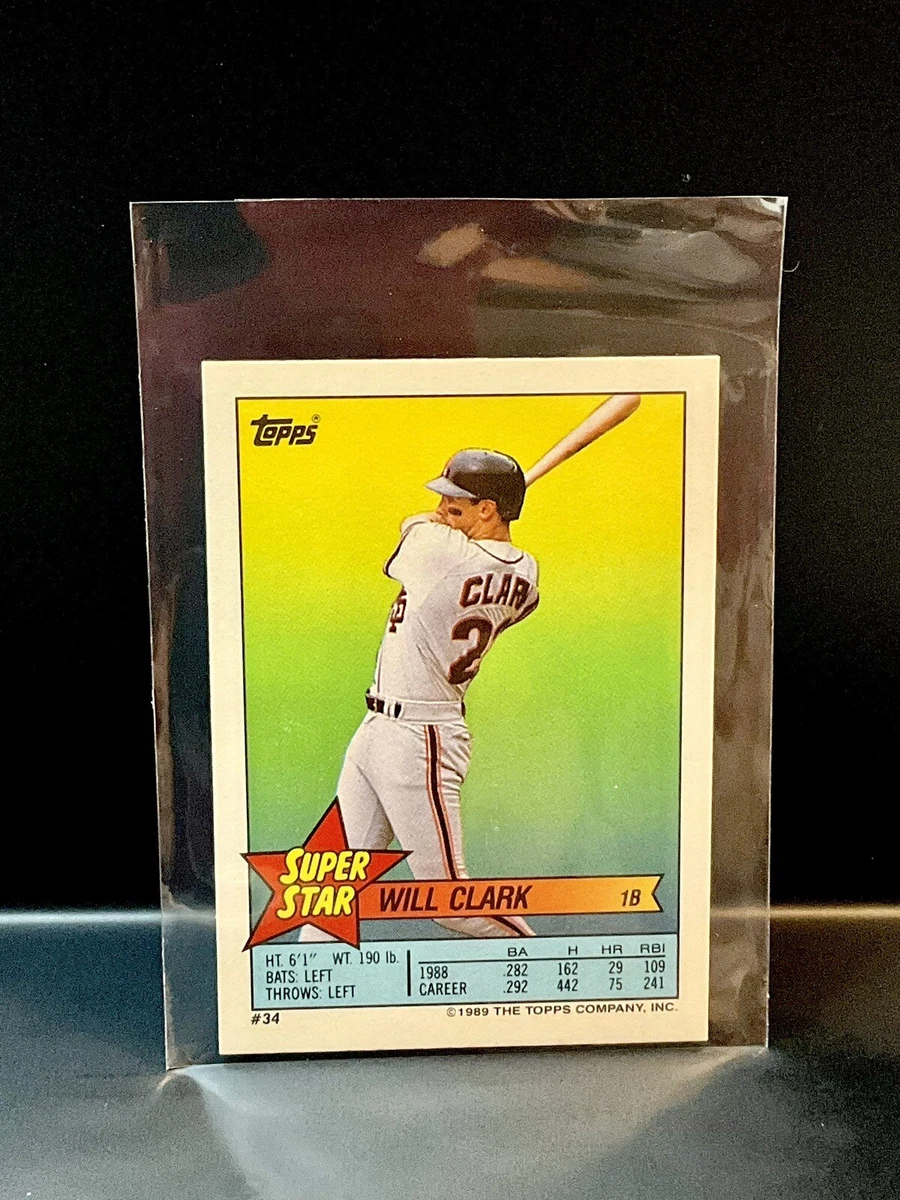 TOPPS®
CLAR
2
SUPER
STAR
WILL CLARK 1B
HT. 6'1" WT. 190 lb.
BATS: LEFT
THROWS: LEFT
BA H HR RBI
1988 .282 162 29 109
CAREER .292 442 75 241
#34
©1989 THE TOPPS COMPANY, INC.